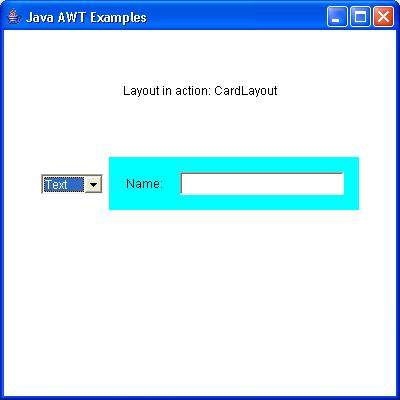 Java AWT Examples
Layout in action: CardLayout
Text
Name: